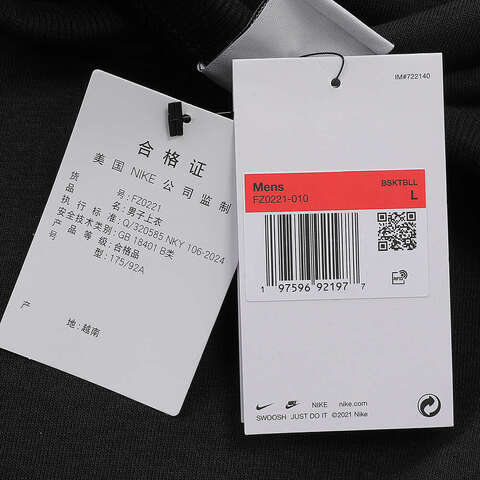 合格证
美国 NIKE 公司监制
货号:FZ0221
品名:男子上衣
执行标准:Q/320585 NKY 106-2024
安全技术类别:GB 18401 B类
产品等级:合格品
型号:175/92A
产地:越南
IM#722140
Mens
BSKTBLL
FZ0221-010
L
1 97596 92197 7
RFID
NIKE nike.com
SWOOSH JUST DO IT ©2021 Nike